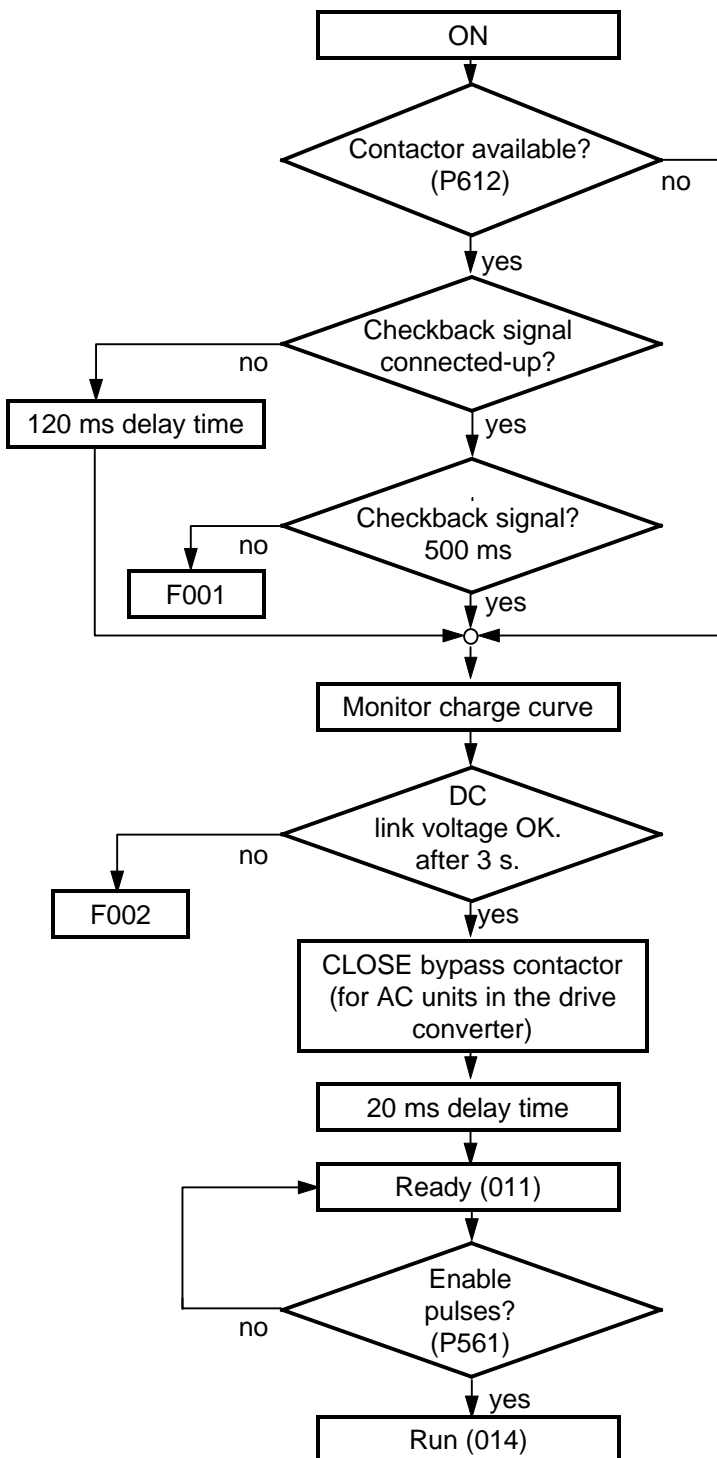 ON
Contactor available?
(P612)
no
yes
Checkback signal
connected-up?
no
120 ms delay time
yes
Checkback signal?
500 ms
no
F001
yes
Monitor charge curve
DC
link voltage OK.
after 3 s.
no
F002
yes
CLOSE bypass contactor
(for AC units in the drive
converter)
20 ms delay time
Ready (011)
Enable
pulses?
(P561)
no
yes
Run (014)